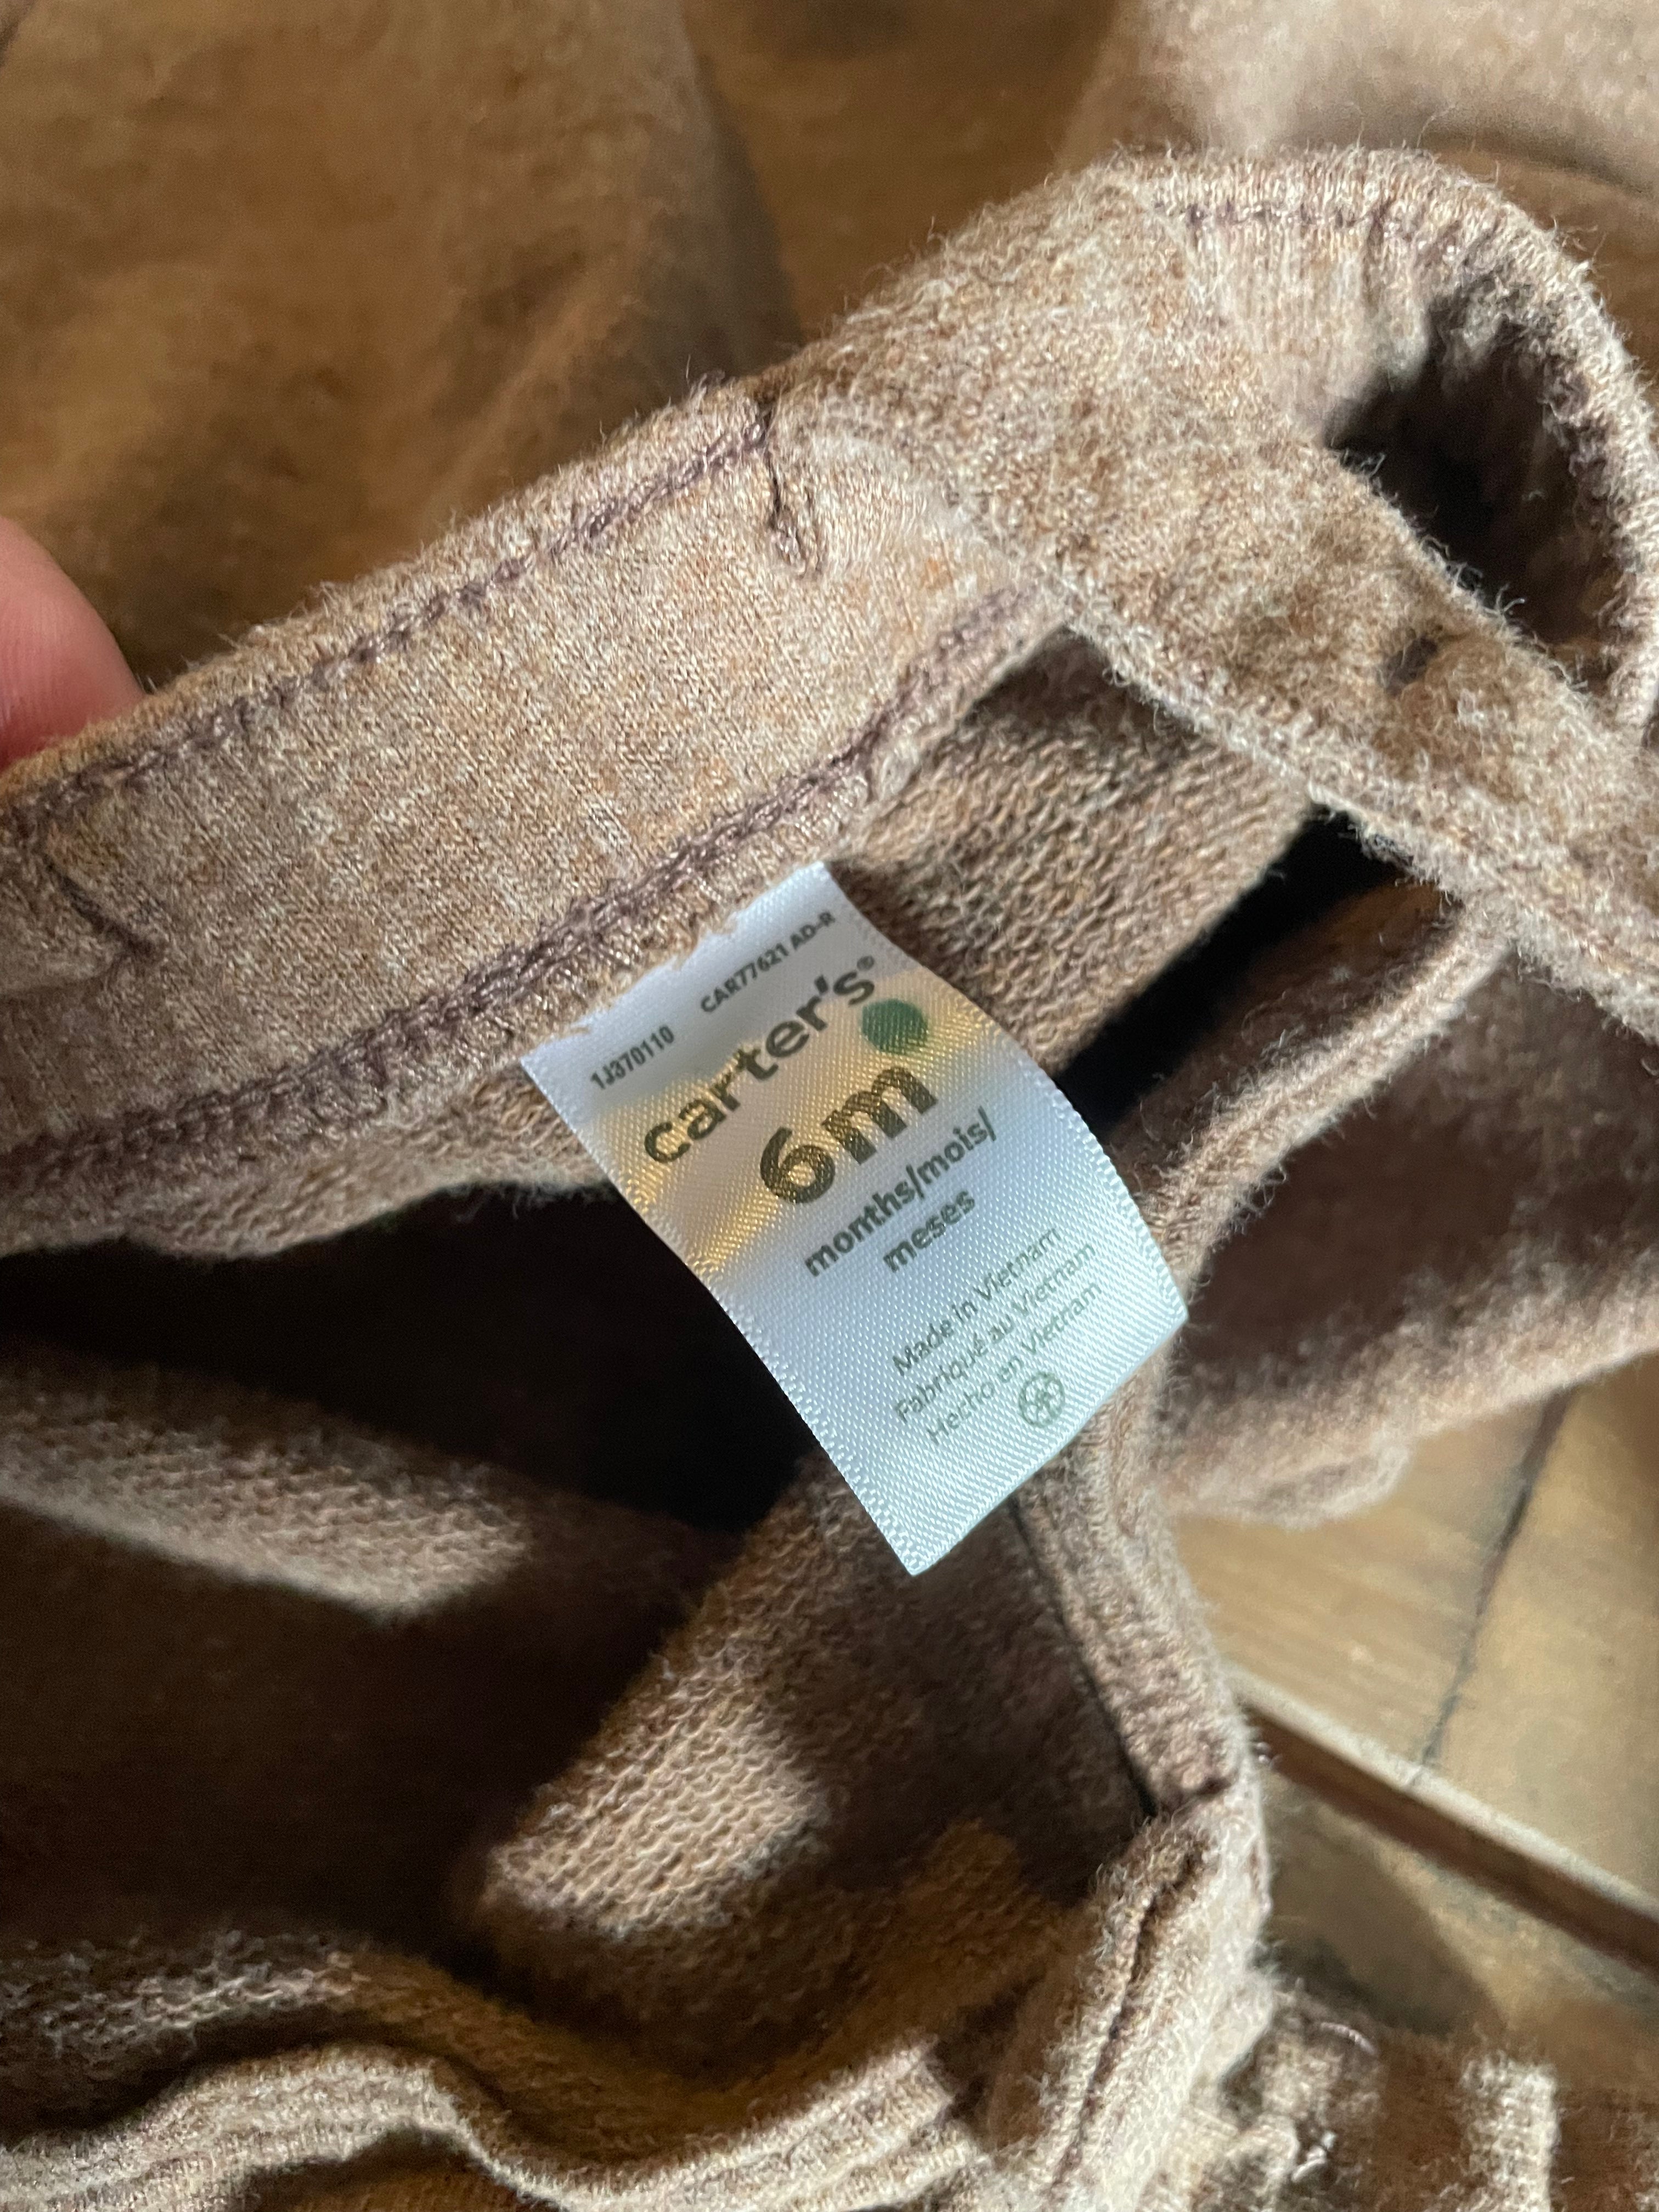 1J370110 CAR77621 AD-R
carter's®
6m
months/mois/
meses
Made in Vietnam
Fabriqué au Vietnam
Hecho en Vietnam